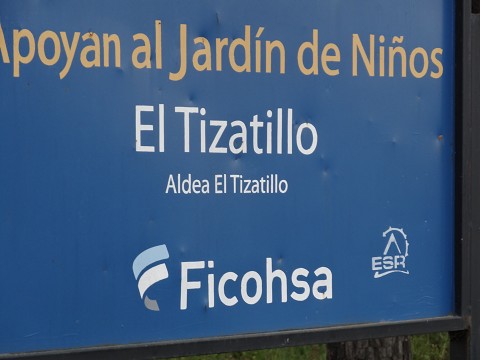 Apoyan al Jardín de Niños
El Tizatillo
Aldea El Tizatillo
Ficohsa
ESR